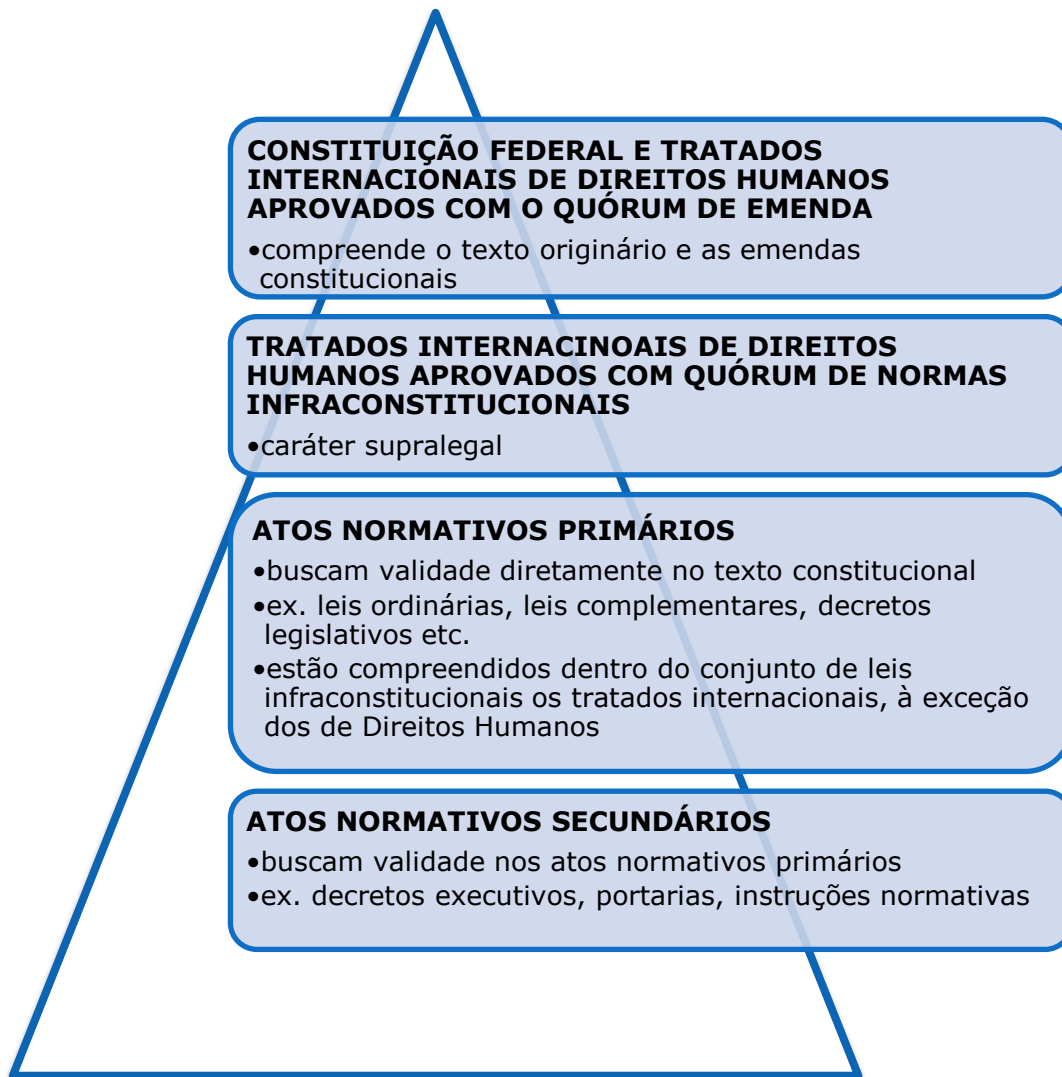 CONSTITUIÇÃO FEDERAL E TRATADOS
INTERNACIONAIS DE DIREITOS HUMANOS
APROVADOS COM O QUÓRUM DE EMENDA
•compreende o texto originário e as emendas
constitucionais
TRATADOS INTERNACINOAIS DE DIREITOS
HUMANOS APROVADOS COM QUÓRUM DE NORMAS
INFRACONSTITUCIONAIS
•caráter supralegal
ATOS NORMATIVOS PRIMÁRIOS
•buscam validade diretamente no texto constitucional
•ex. leis ordinárias, leis complementares, decretos
legislativos etc.
•estão compreendidos dentro do conjunto de leis
infraconstitucionais os tratados internacionais, à exceção
dos de Direitos Humanos
ATOS NORMATIVOS SECUNDÁRIOS
•buscam validade nos atos normativos primários
•ex. decretos executivos, portarias, instruções normativas